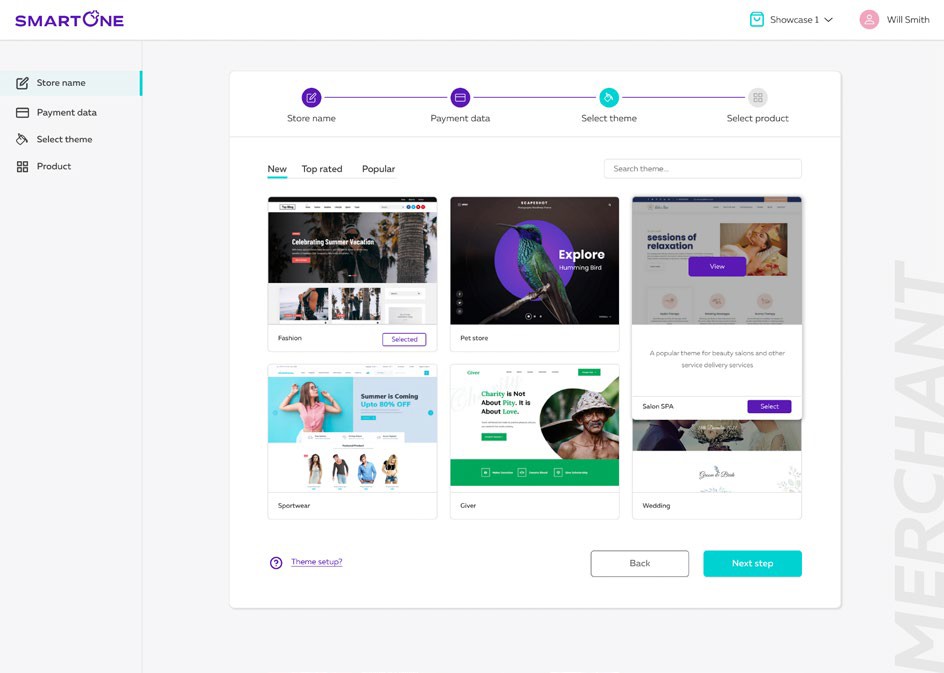 SMARTONE
Showcase 1
Will Smith
Store name
Payment data
Select theme
Product
Store name
Payment data
Select theme
Select product
New
Top rated
Popular
Search theme...
Celebrating Summer Vacation
Fashion
Selected
SCAPESHOT
Explore
Humming Bird
Pet store
sessions of
relaxation
View
A popular theme for beauty salons and other
service delivery services
Salon SPA
Select
Summer is Coming
Upto 80% OFF
Sportwear
Giver
Charity is Not
About Pity. It is
About Love.
Giver
Wedding
Theme setup?
Back
Next step
MERCHANT